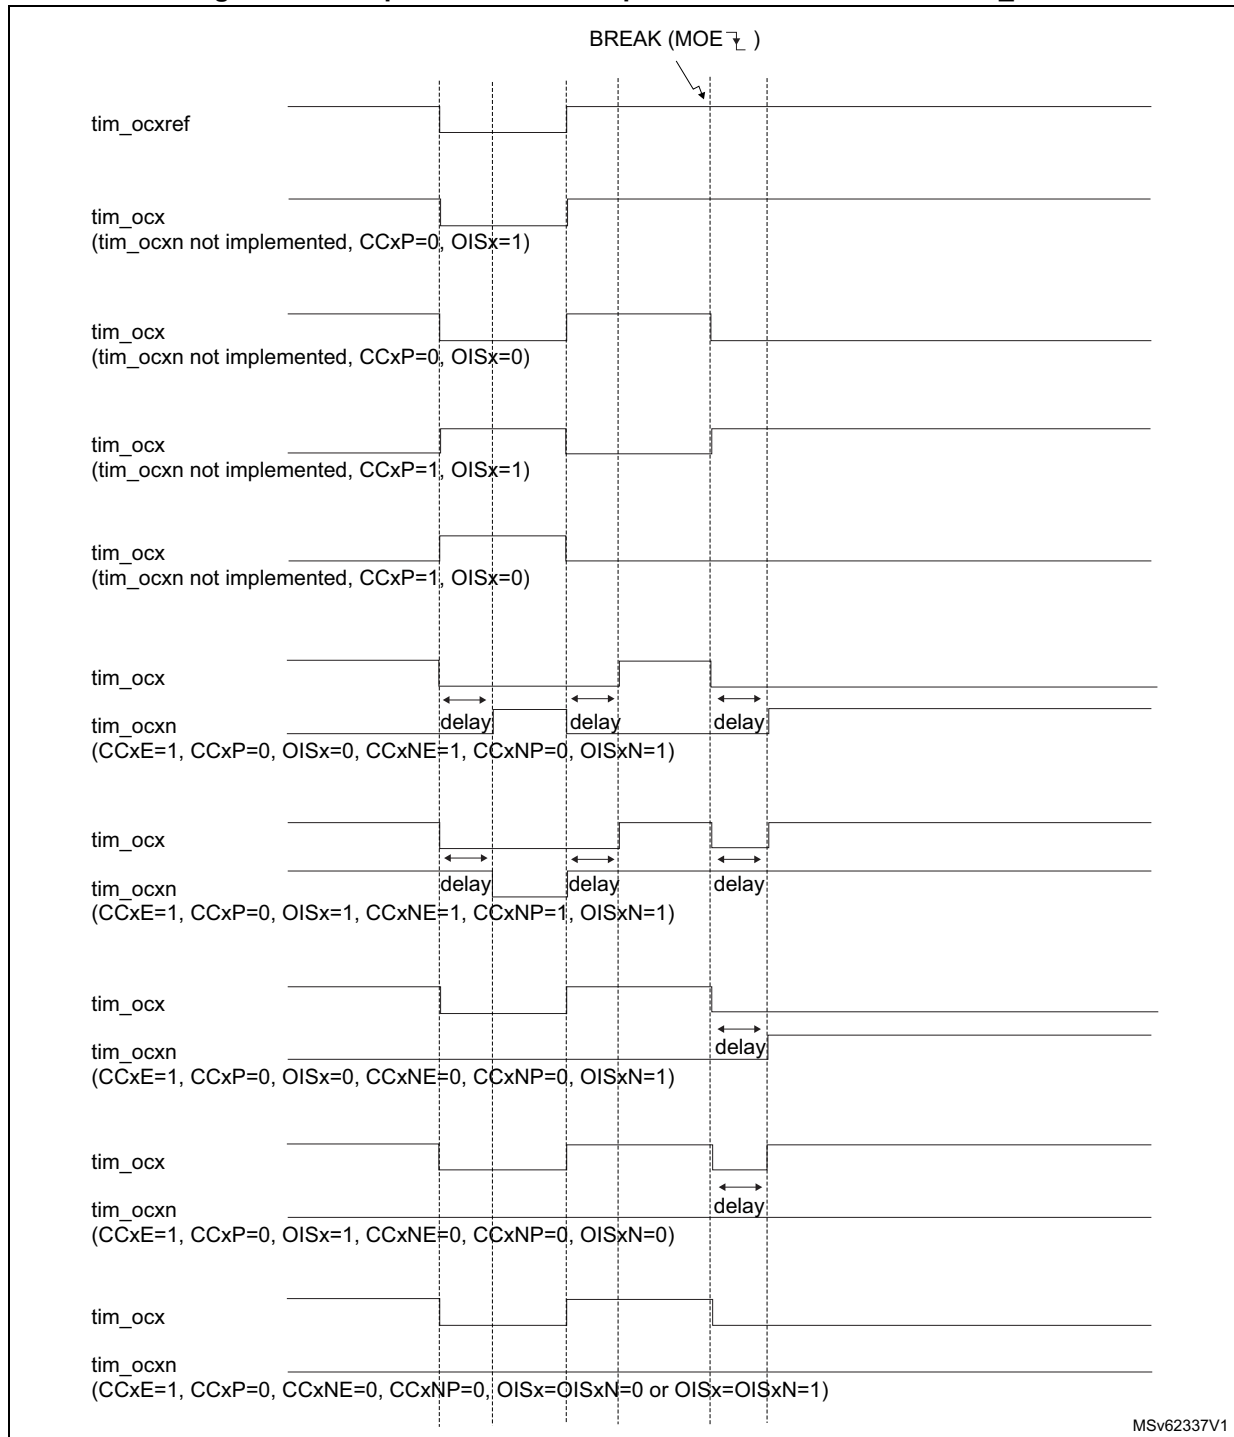 BREAK (MOE )
tim_ocxref
tim_ocx
(tim_ocxn not implemented, CCxP=0, OISx=1)
tim_ocx
(tim_ocxn not implemented, CCxP=0, OISx=0)
tim_ocx
(tim_ocxn not implemented, CCxP=1, OISx=1)
tim_ocx
(tim_ocxn not implemented, CCxP=1, OISx=0)
tim_ocx
tim_ocxn delay delay delay
(CCxE=1, CCxP=0, OISx=0, CCxNE=1, CCxNP=0, OISxN=1)
tim_ocx
tim_ocxn delay delay delay
(CCxE=1, CCxP=0, OISx=1, CCxNE=1, CCxNP=1, OISxN=1)
tim_ocx
tim_ocxn delay
(CCxE=1, CCxP=0, OISx=0, CCxNE=0, CCxNP=0, OISxN=1)
tim_ocx
tim_ocxn delay
(CCxE=1, CCxP=0, OISx=1, CCxNE=0, CCxNP=0, OISxN=0)
tim_ocx
tim_ocxn
(CCxE=1, CCxP=0, CCxNE=0, CCxNP=0, OISx=OISxN=0 or OISx=OISxN=1)
MSv62337V1